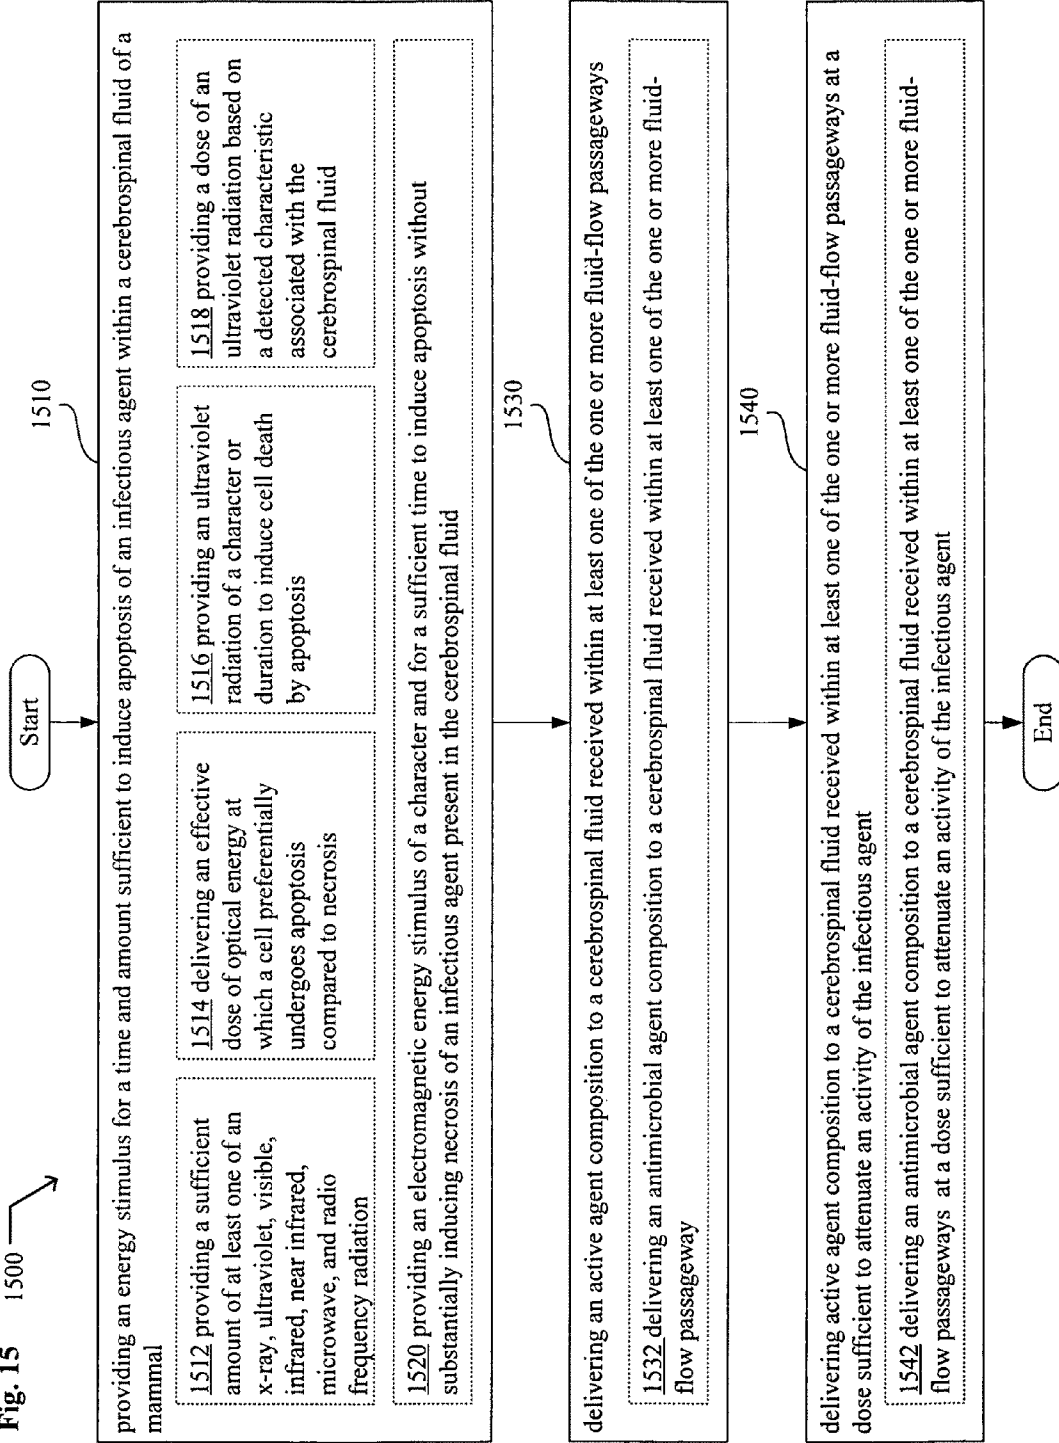 Fig. 15
1500
Start
1510
providing an energy stimulus for a time and amount sufficient to induce apoptosis of an infectious agent within a cerebrospinal fluid of a
mammal
1512 providing a sufficient
amount of at least one of an
x-ray, ultraviolet, visible,
infrared, near infrared,
microwave, and radio
frequency radiation
1514 delivering an effective
dose of optical energy at
which a cell preferentially
undergoes apoptosis
compared to necrosis
1516 providing an ultraviolet
radiation of a character or
duration to induce cell death
by apoptosis
1518 providing a dose of an
ultraviolet radiation based on
a detected characteristic
associated with the
cerebrospinal fluid
1520 providing an electromagnetic energy stimulus of a character and for a sufficient time to induce apoptosis without
substantially inducing necrosis of an infectious agent present in the cerebrospinal fluid
1530
delivering an active agent composition to a cerebrospinal fluid received within at least one of the one or more fluid-flow passageways
1532 delivering an antimicrobial agent composition to a cerebrospinal fluid received within at least one of the one or more fluid-
flow passageway
1540
delivering active agent composition to a cerebrospinal fluid received within at least one of the one or more fluid-flow passageways at a
dose sufficient to attenuate an activity of the infectious agent
1542 delivering an antimicrobial agent composition to a cerebrospinal fluid received within at least one of the one or more fluid-
flow passageways at a dose sufficient to attenuate an activity of the infectious agent
End